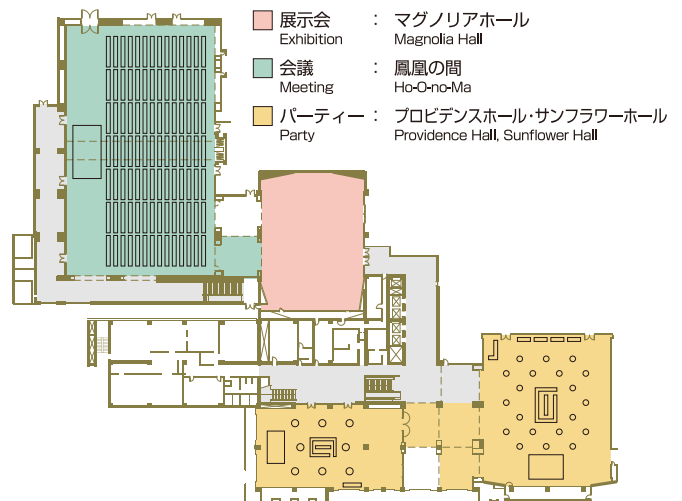 展示会 : マグノリアホール
Exhibition Magnolia Hall
会議 : 鳳凰の間
Meeting Ho-O-no-Ma
パーティー : プロビデンスホール・サンフラワーホール
Party Providence Hall, Sunflower Hall